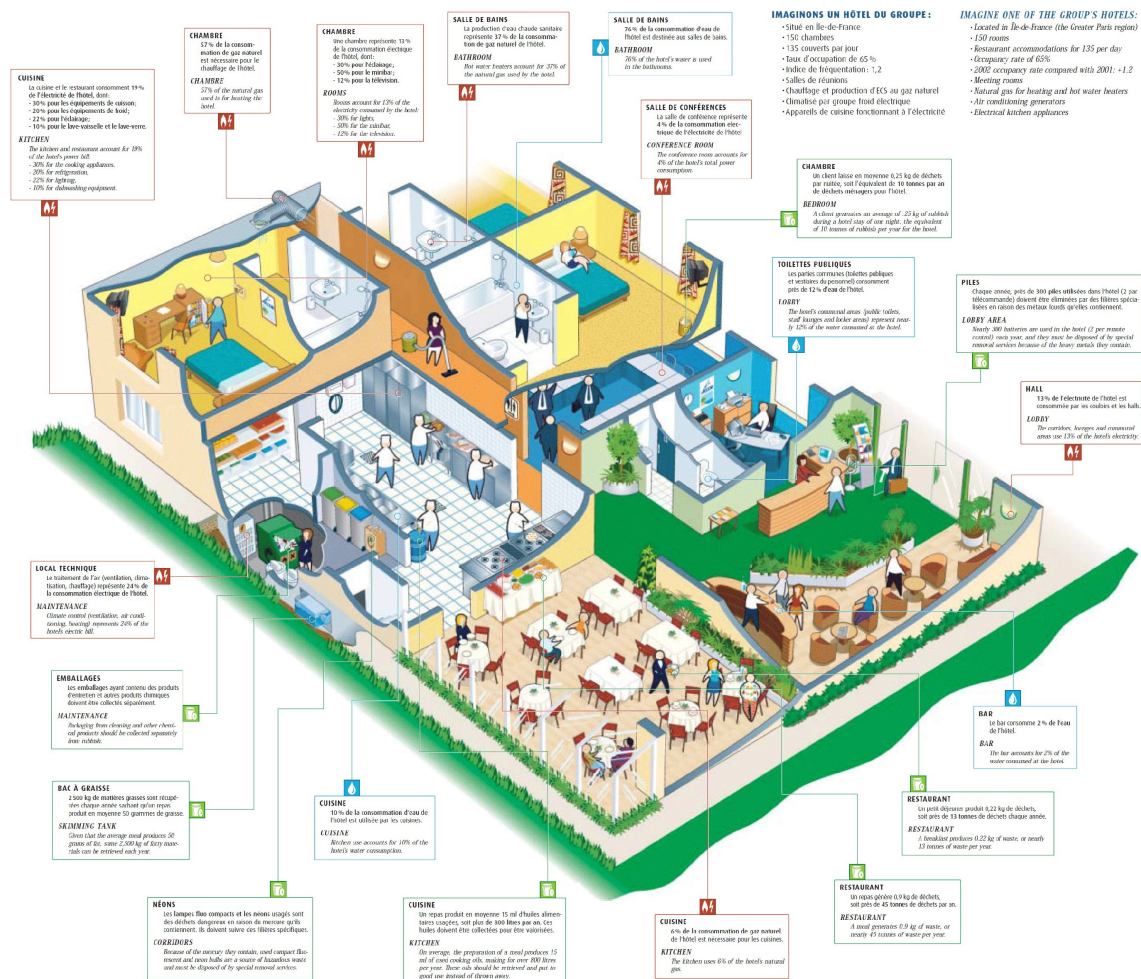 IMAGINONS UN HÔTEL DU GROUPE :
• Situé en Île-de-France
• 150 chambres
• 135 couverts par jour
• Taux d'occupation de 65 %
• Indice de fréquentation : 1,2
• Salles de réunions
• Chauffage et production d'ECS au gaz naturel
• Climatisé par groupe froid électrique
• Appareils de cuisine fonctionnant à l'électricité
IMAGINE ONE OF THE GROUP'S HOTELS:
• Located in Île-de-France (the Greater Paris region)
• 150 rooms
• Restaurant accommodations for 135 per day
• Occupancy rate of 65%
• 2002 occupancy rate compared with 2001: +1.2
• Meeting rooms
• Natural gas for heating and hot water heaters
• Air conditioning generators
• Electrical kitchen appliances
CUISINE
La cuisine et le restaurant consomment 19 %
de l'électricité de l'hôtel, dont:
- 30% pour les équipements de cuisson;
- 20% pour les équipements de froid;
- 22% pour l'éclairage;
- 10% pour le lave-vaisselle et le lave-verre.
KITCHEN
The kitchen and restaurant account for 19%
of the hotel's power bill.
- 30% for the cooking appliances.
- 20% for refrigeration.
- 22% for lighting.
- 10% for dishwashing equipment.
CHAMBRE
57% de la consom-
mation de gaz naturel
est nécessaire pour le
chauffage de l'hôtel.
CHAMBRE
57% of the natural gas
used is for heating the
hotel.
CHAMBRE
Une chambre représente 13%
de la consommation électrique
de l'hôtel, dont:
- 30% pour l'éclairage;
- 50% pour le minibar;
- 12% pour la télévision.
ROOMS
Rooms account for 13% of the
electricity consumed by the hotel:
- 30% for lights,
- 50% for the minibar,
- 12% for the television.
SALLE DE BAINS
La production d'eau chaude sanitaire
représente 37% de la consomma-
tion de gaz naturel de l'hôtel.
BATHROOM
Hot water heaters account for 37% of
the natural gas used by the hotel.
SALLE DE BAINS
76% de la consommation d'eau de
l'hôtel est destinée aux salles de bains.
BATHROOM
76% of the hotel's water is used
in the bathrooms.
SALLE DE CONFÉRENCES
La salle de conférence représente
4% de la consommation élec-
trique de l'électricité de l'hôtel
CONFERENCE ROOM
The conference room accounts for
4% of the hotel's total power
consumption.
CHAMBRE
Un client laisse en moyenne 0,25 kg de déchets
par nuitée, soit l'équivalent de 10 tonnes par an
de déchets ménagers pour l'hôtel.
BEDROOM
A client generates an average of .25 kg of rubbish
during a hotel stay of one night, the equivalent
of 10 tonnes of rubbish per year for the hotel.
TOILETTES PUBLIQUES
Les parties communes (toilettes publiques
et vestiaires du personnel) consomment
près de 12% d'eau de l'hôtel.
LOBBY
The hotel's communal areas (public toilets,
staff lounges and locker areas) represent near-
ly 12% of the water consumed at the hotel.
PILES
Chaque année, près de 300 piles utilisées dans l'hôtel (2 par
télécommande) doivent être éliminées par des filières spécia-
lisées en raison des métaux lourds qu'elles contiennent.
LOBBY AREA
Nearly 300 batteries are used in the hotel (2 per remote
control) each year, and they must be disposed of by special
removal services because of the heavy metals they contain.
HALL
13% de l'électricité de l'hôtel est
consommée par les couloirs et les halls.
LOBBY
The corridors, lounges and communal
areas use 13% of the hotel's electricity.
LOCAL TECHNIQUE
Le traitement de l'air (ventilation, clima-
tisation, chauffage) représente 24% de
la consommation électrique de l'hôtel.
MAINTENANCE
Climate control (ventilation, air condi-
tioning, heating) represents 24% of the
hotel's electric bill.
EMBALLAGES
Les emballages ayant contenu des produits
d'entretien et autres produits chimiques
doivent être collectés séparément.
MAINTENANCE
Packaging from cleaning and other chemi-
cal products should be collected separately
from rubbish.
BAC À GRAISSE
2500 kg de matières grasses sont récupé-
rées chaque année sachant qu'un repas
produit en moyenne 50 grammes de graisse.
SKIMMING TANK
Given that the average meal produces 50
grams of fat, some 2,500 kg of fatty mate-
rials can be retrieved each year.
CUISINE
10% de la consommation d'eau de
l'hôtel est utilisée par les cuisines.
CUISINE
Kitchen use accounts for 10% of the
hotel's water consumption.
BAR
Le bar consomme 2% de l'eau
de l'hôtel.
BAR
The bar accounts for 2% of the
water consumed at the hotel.
RESTAURANT
Un petit déjeuner produit 0,22 kg de déchets,
soit près de 13 tonnes de déchets chaque année.
RESTAURANT
A breakfast produces 0.22 kg of waste, or nearly
13 tonnes of waste per year.
RESTAURANT
Un repas génère 0,9 kg de déchets,
soit près de 45 tonnes de déchets par an.
RESTAURANT
A meal generates 0.9 kg of waste, or
nearly 45 tonnes of waste per year.
NÉONS
Les lampes fluo compacts et les néons usagés sont
des déchets dangereux en raison du mercure qu'ils
contiennent. Ils doivent suivre ces filières spécifiques.
CORRIDORS
Because of the mercury they contain, used compact fluo-
rescent and neon bulbs are a source of hazardous waste
and must be disposed of by special removal services.
CUISINE
Un repas produit en moyenne 15 ml d'huiles alimen-
taires usagées, soit plus de 800 litres par an. Ces
huiles doivent être collectées pour être valorisées.
KITCHEN
On average, the preparation of a meal produces 15
ml of used cooking oils, making for over 800 litres
per year. These oils should be retrieved and put to
good use instead of thrown away.
CUISINE
6% de la consommation de gaz naturel
de l'hôtel est nécessaire pour les cuisines.
CUISINE
The kitchen uses 6% of the hotel's natural
gas.